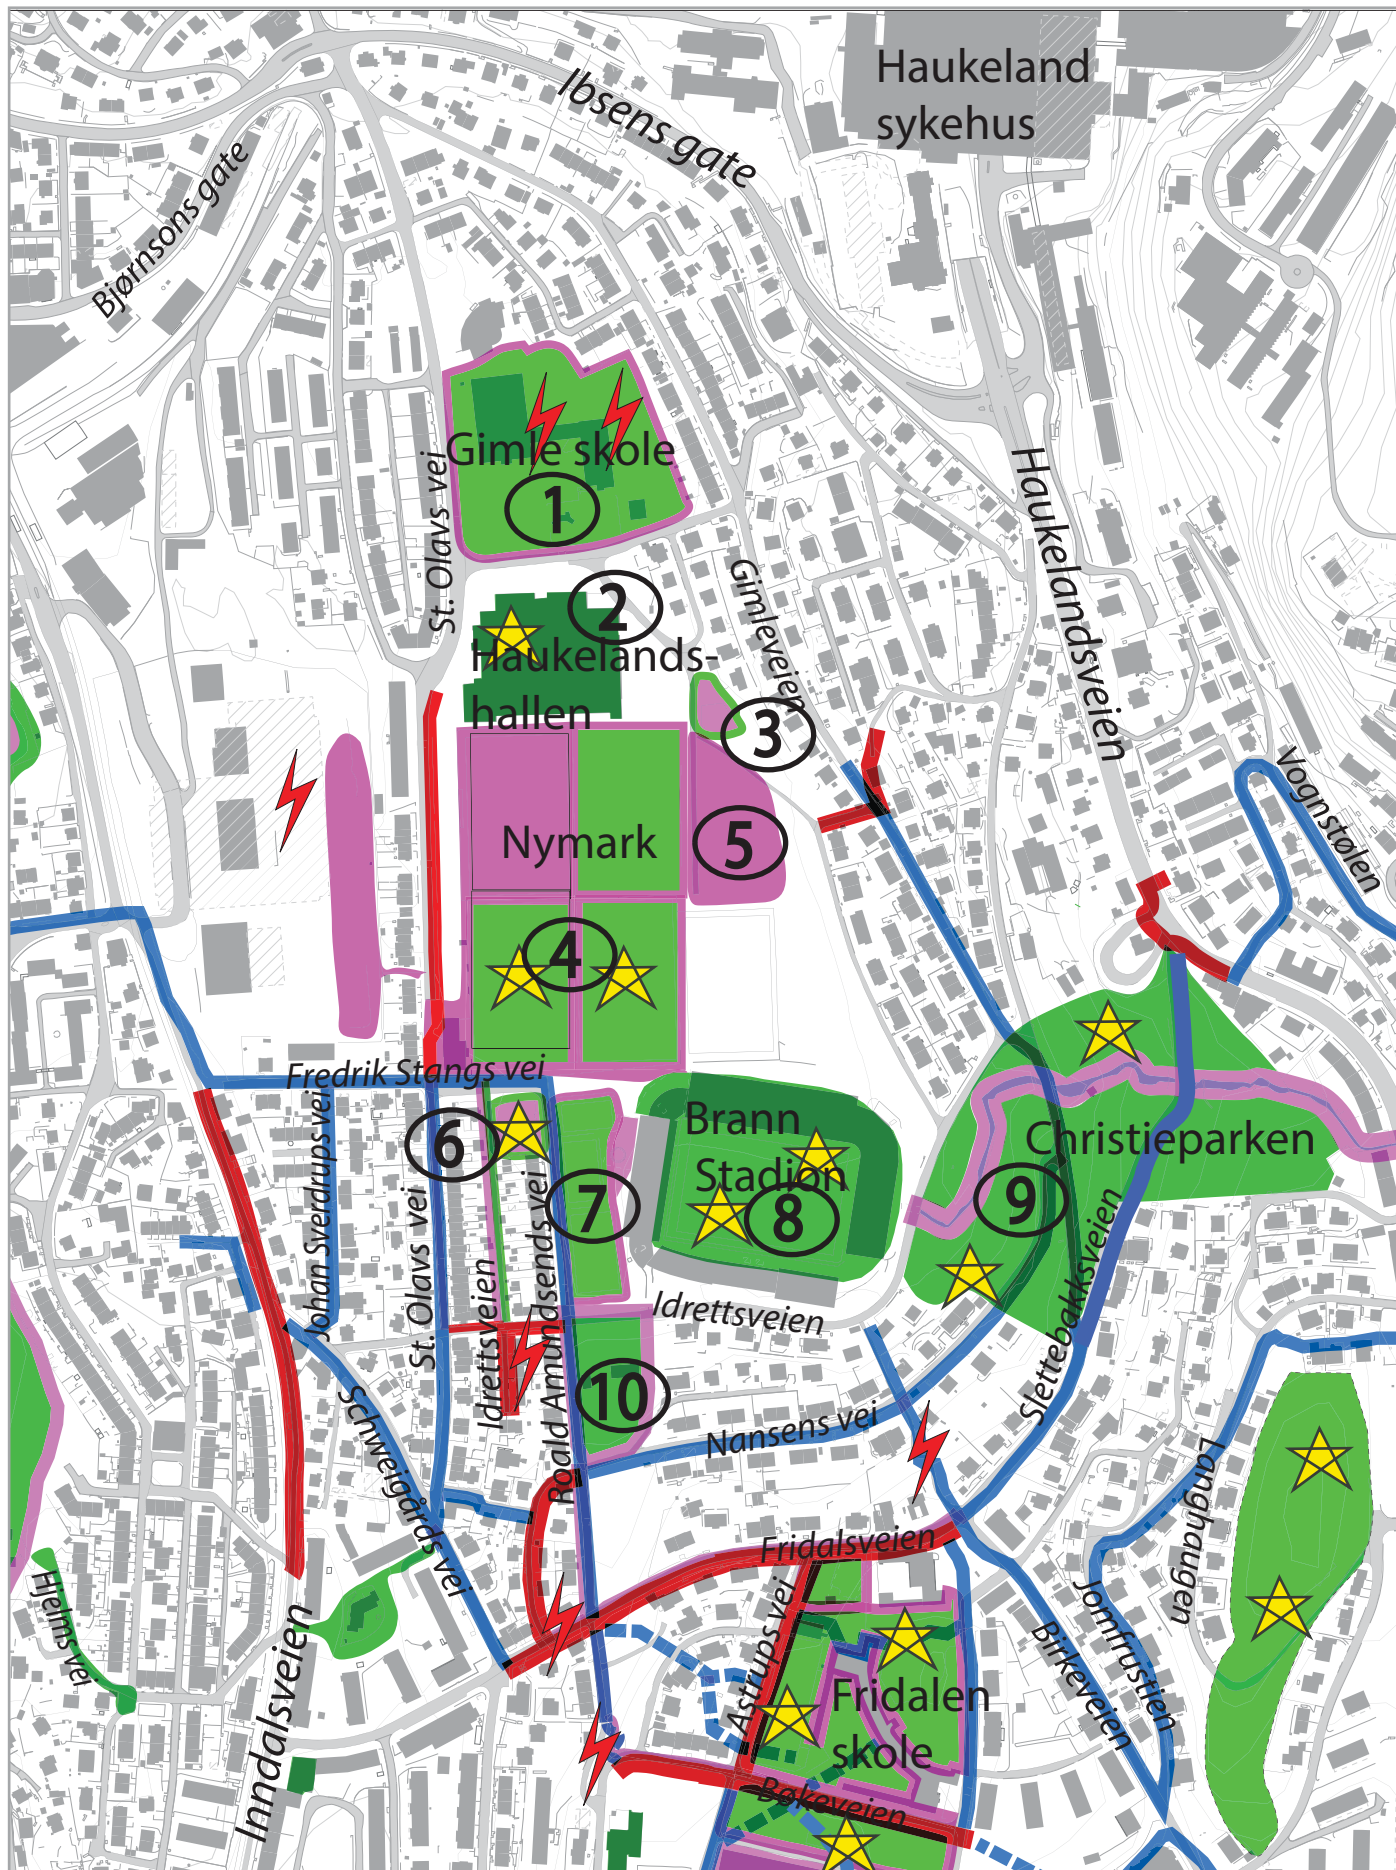 Haukeland
sykehus
Ibsens gate
Bjørnsons gate
St. Olavs vei
Gimle skole
1
Haukelandsveien
Gimleveien
2
Haukelands-
hallen
3
Vognstølen
Nymark
5
4
Fredrik Stangs vei
Johan Sverdrups vei
6
St. Olavs vei
Idrettsveien
Roald Amundsends vei
7
Brann
Stadion
8
Christieparken
9
Slettebakksveien
Idrettsveien
10
Nansens vei
Schweigårds vei
Fridalsveien
Langhaugen
Jomfrustien
Birkeveien
Hjelms vei
Inndalsveien
Astrups vei
Fridalen
skole
Bøkeveien